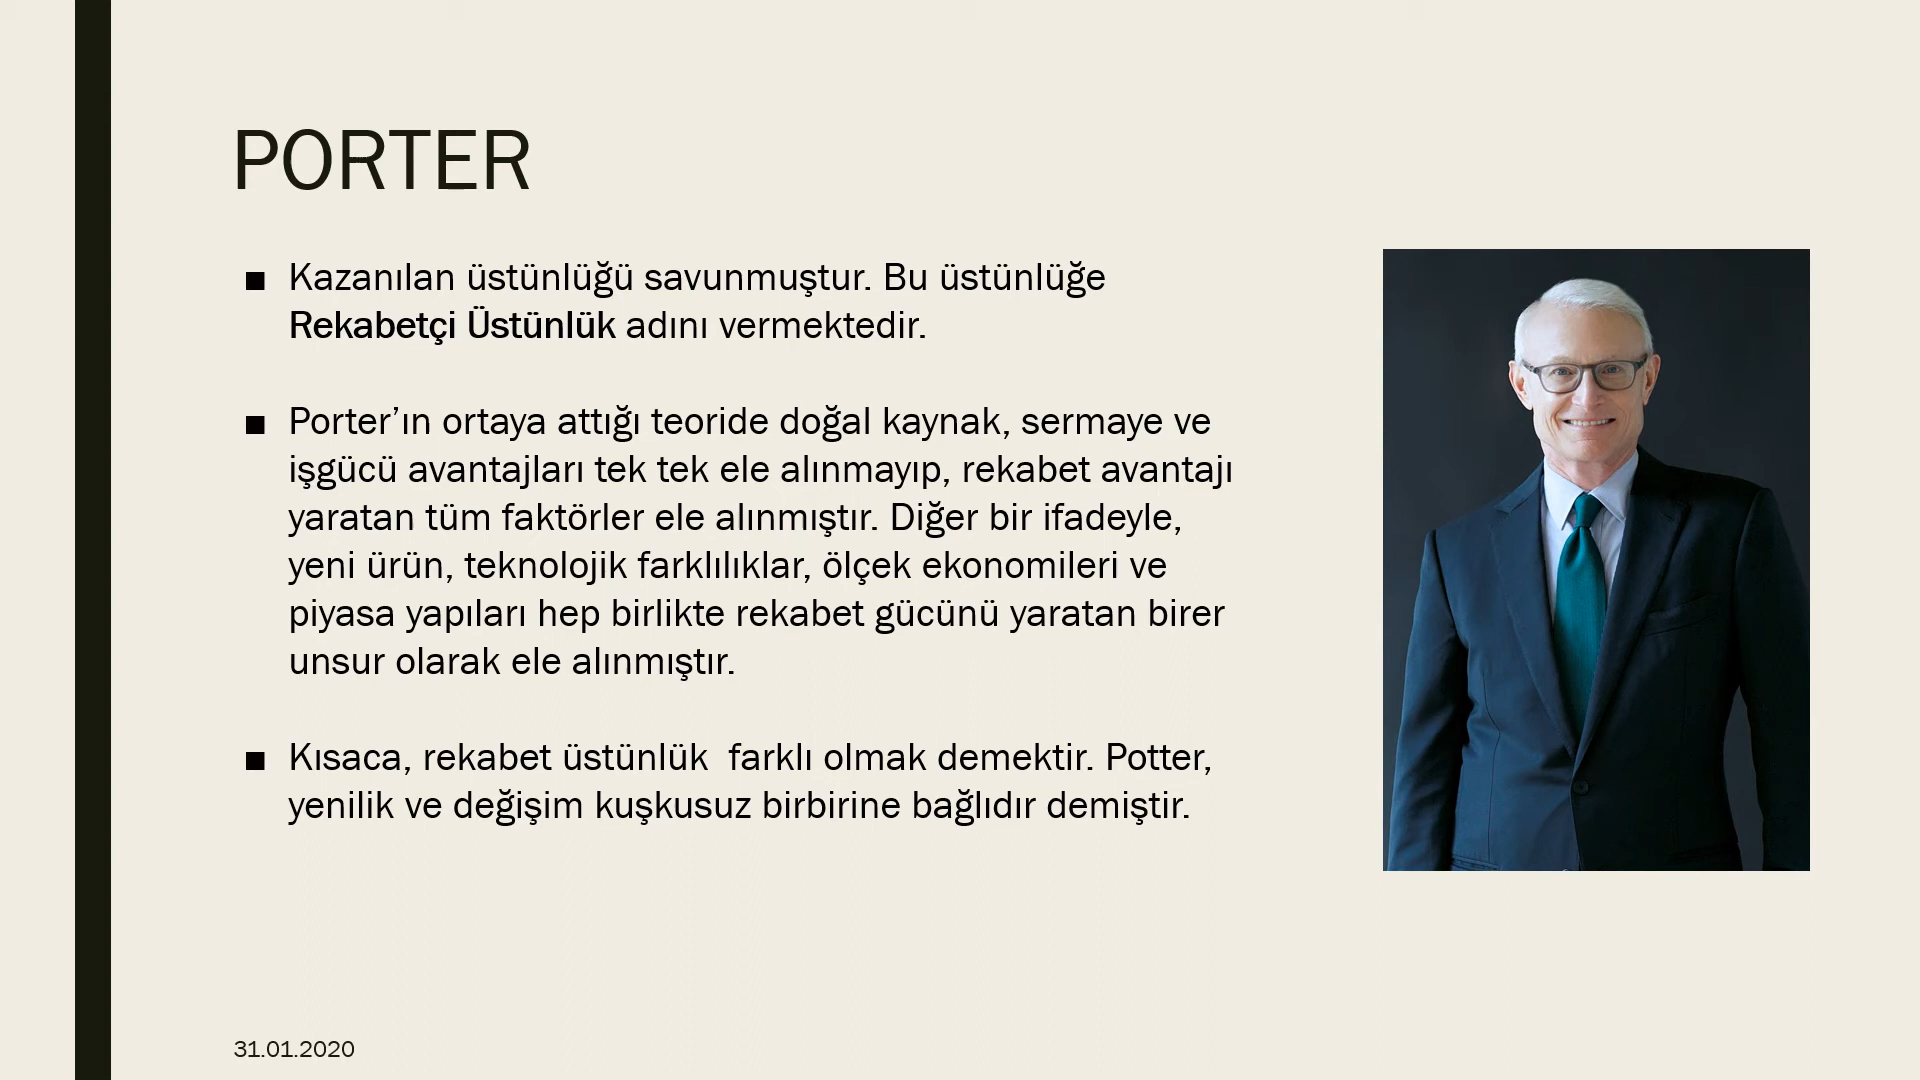 PORTER
■ Kazanılan üstünlüğü savunmuştur. Bu üstünlüğe
Rekabetçi Üstünlük adını vermektedir.
■ Porter’ın ortaya attığı teoride doğal kaynak, sermaye ve
işgücü avantajları tek tek ele alınmayıp, rekabet avantajı
yaratan tüm faktörler ele alınmıştır. Diğer bir ifadeyle,
yeni ürün, teknolojik farklılıklar, ölçek ekonomileri ve
piyasa yapıları hep birlikte rekabet gücünü yaratan birer
unsur olarak ele alınmıştır.
■ Kısaca, rekabet üstünlük  farklı olmak demektir. Potter,
yenilik ve değişim kuşkusuz birbirine bağlıdır demiştir.
31.01.2020